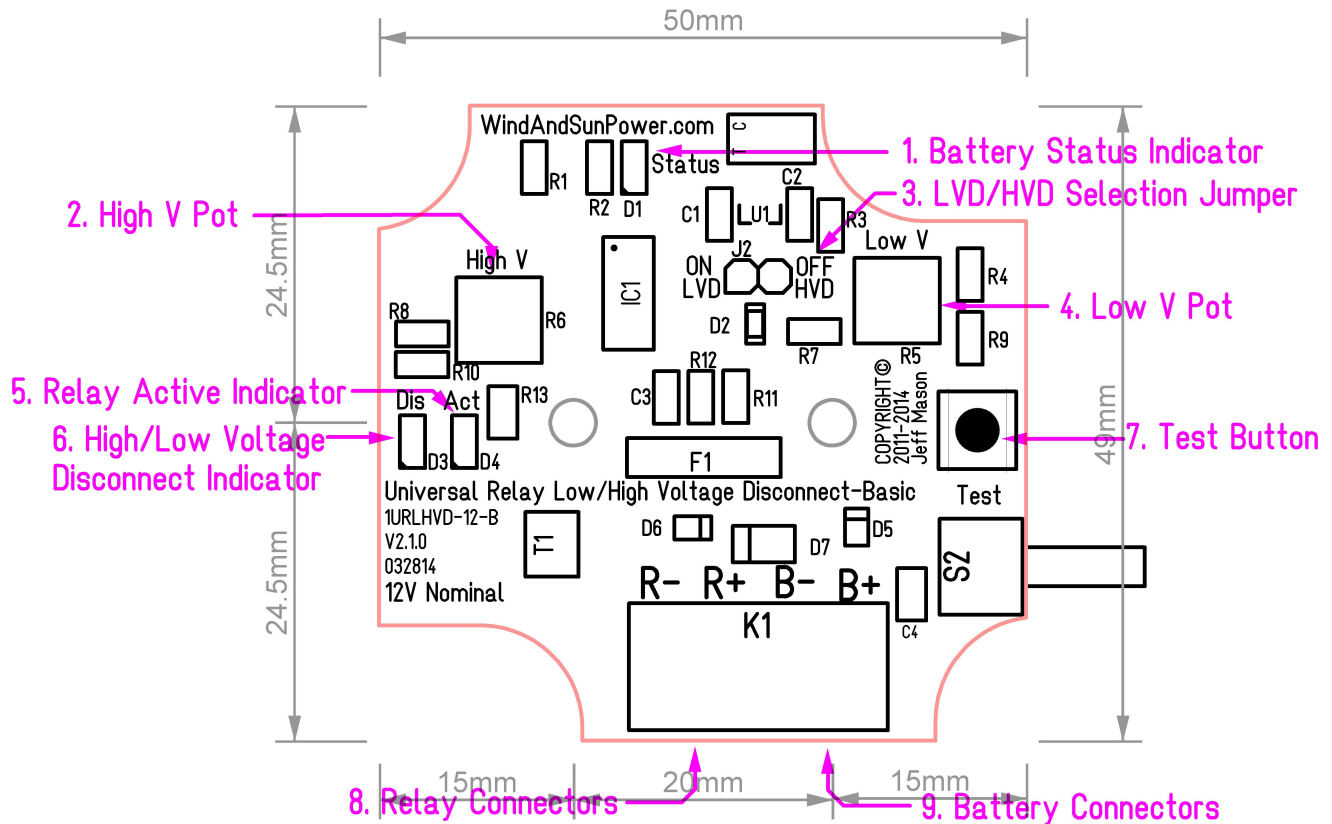 50mm
WindAndSunPower.com
T C
1. Battery Status Indicator
Status
R1
R2
D1
C2
3. LVD/HVD Selection Jumper
2. High V Pot
C1
U1
R3
J2
Low V
High V
ON
OFF
LVD
HVD
R4
24.5mm
IC1
4. Low V Pot
R8
R6
D2
R7
R5
R9
R10
R12
5. Relay Active Indicator
Dis
Act
R13
C3
R11
COPYRIGHT©
2011-2014
Jeff Mason
49mm
6. High/Low Voltage
Disconnect Indicator
7. Test Button
D3
D4
F1
Universal Relay Low/High Voltage Disconnect-Basic
Test
1URLHVD-12-B
V2.1.0
032814
12V Nominal
T1
D6
D7
D5
S2
24.5mm
R-
R+
B-
B+
K1
C4
15mm
20mm
15mm
8. Relay Connectors
9. Battery Connectors